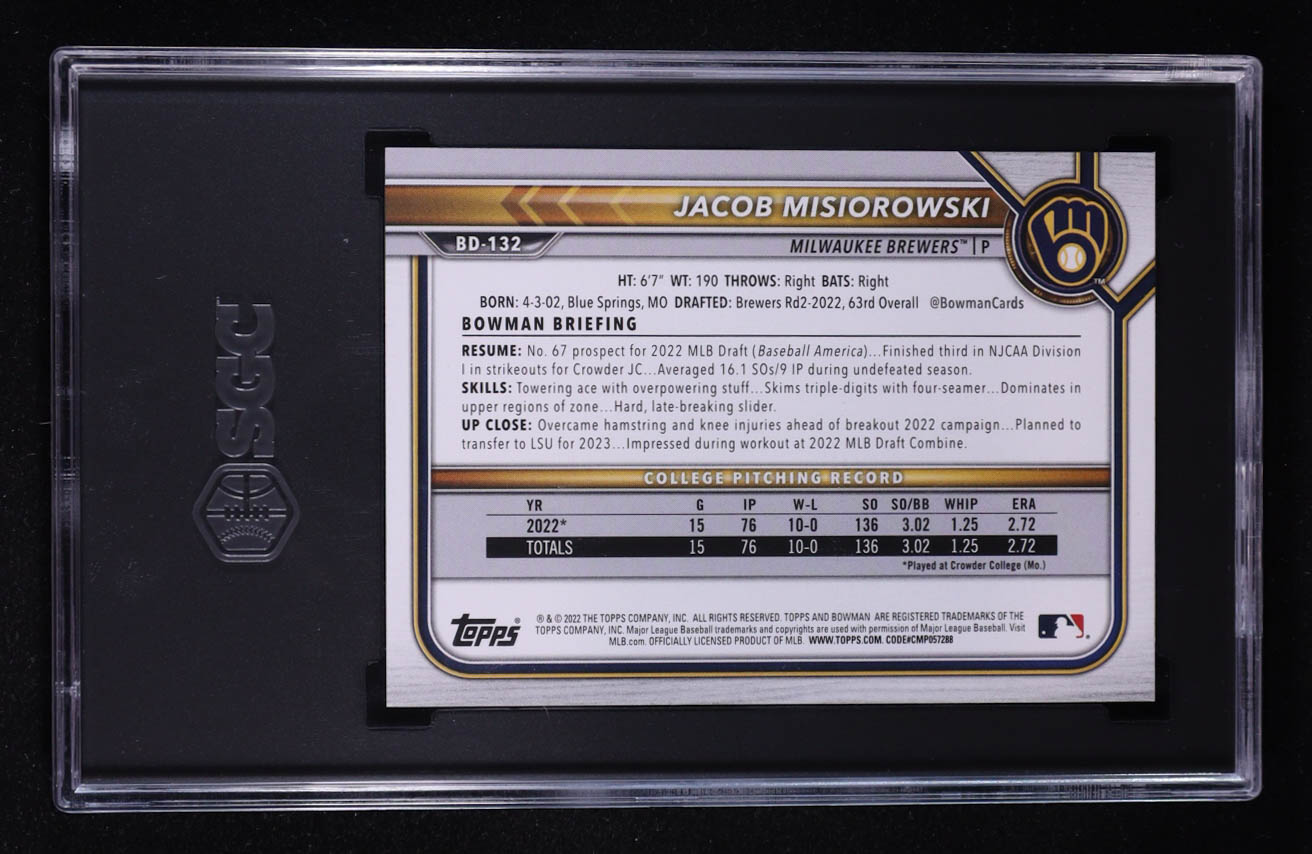 SGC
JACOB MISIOROWSKI
BD-132
MILWAUKEE BREWERS™ | P
HT: 6'7" WT: 190 THROWS: Right BATS: Right
BORN: 4-3-02, Blue Springs, MO DRAFTED: Brewers Rd2-2022, 63rd Overall @BowmanCards
BOWMAN BRIEFING
RESUME: No. 67 prospect for 2022 MLB Draft (Baseball America)...Finished third in NJCAA Division
I in strikeouts for Crowder JC...Averaged 16.1 SOs/9 IP during undefeated season.
SKILLS: Towering ace with overpowering stuff...Skims triple-digits with four-seamer...Dominates in
upper regions of zone...Hard, late-breaking slider.
UP CLOSE: Overcame hamstring and knee injuries ahead of breakout 2022 campaign...Planned to
transfer to LSU for 2023...Impressed during workout at 2022 MLB Draft Combine.
COLLEGE PITCHING RECORD
YR G IP W-L SO SO/BB WHIP ERA
2022* 15 76 10-0 136 3.02 1.25 2.72
TOTALS 15 76 10-0 136 3.02 1.25 2.72
*Played at Crowder College (Mo.)
Topps®
® & © 2022 THE TOPPS COMPANY, INC. ALL RIGHTS RESERVED. TOPPS AND BOWMAN ARE REGISTERED TRADEMARKS OF THE
TOPPS COMPANY, INC. Major League Baseball trademarks and copyrights are used with permission of Major League Baseball. Visit
MLB.com. OFFICIALLY LICENSED PRODUCT OF MLB. WWW.TOPPS.COM. CODE#CMP057288